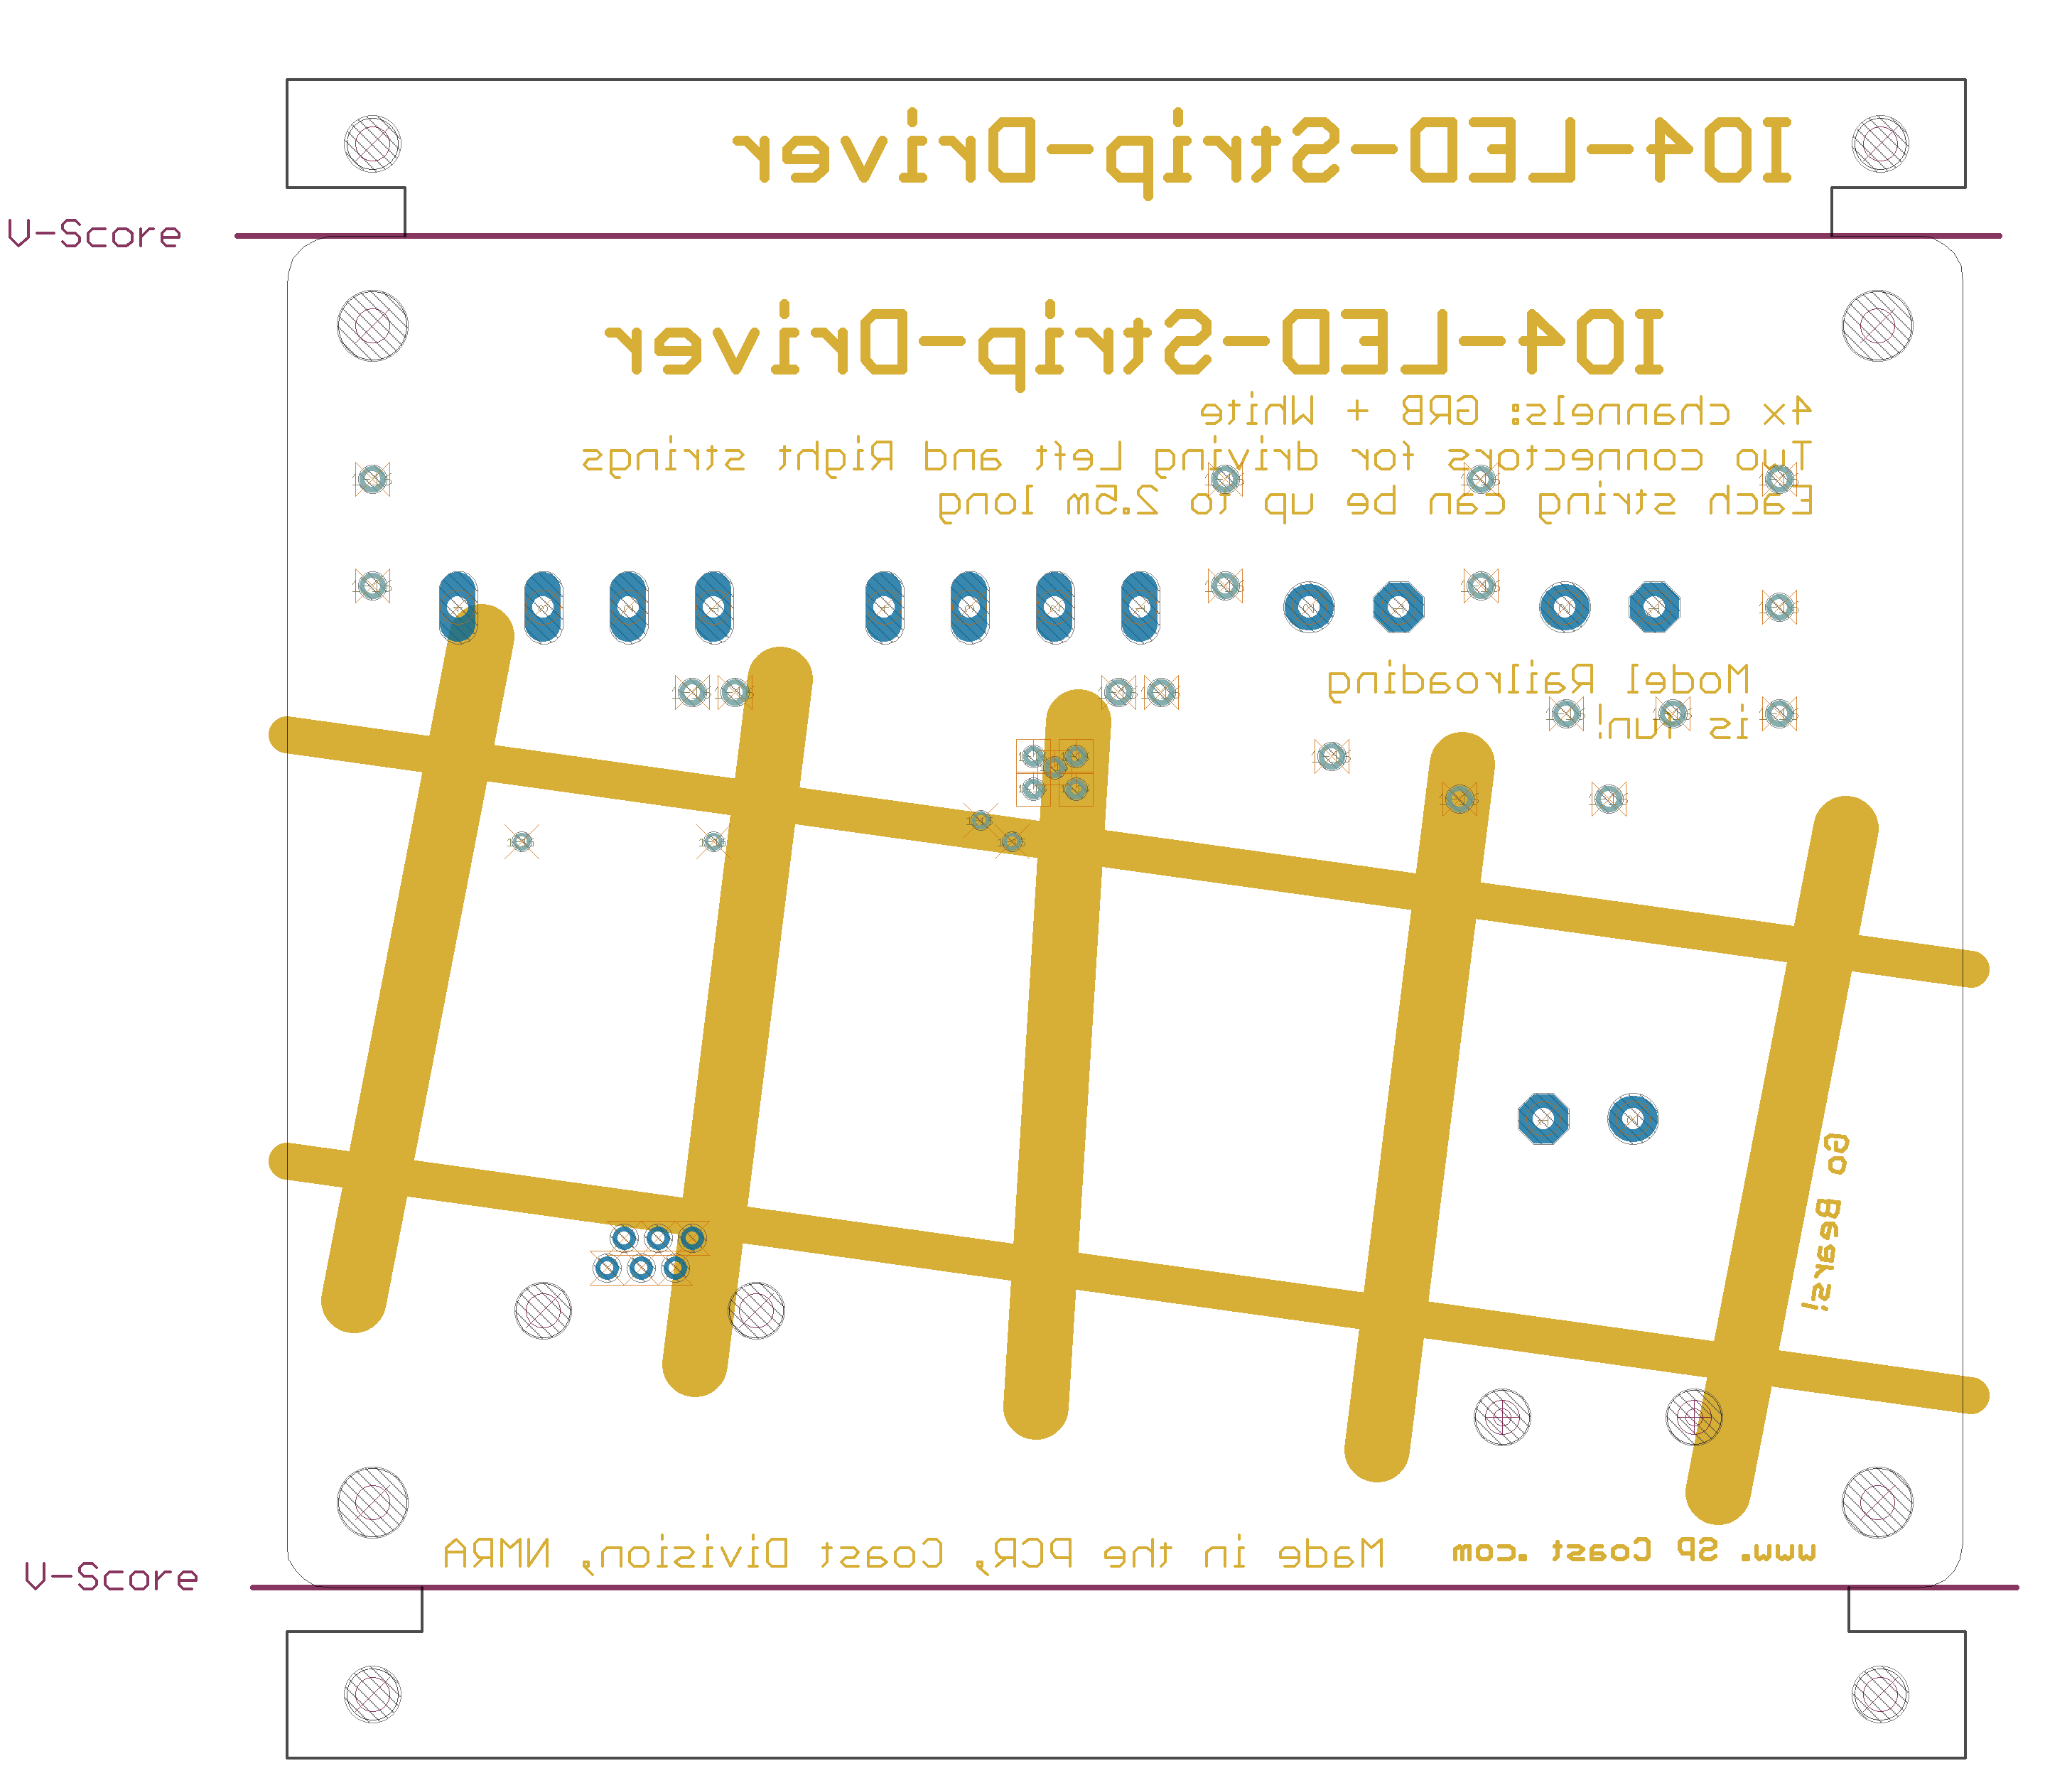 IO4-LED-Strip-Driver
V-Score
IO4-LED-Strip-Driver
4x channels: GRB + White
Two connectors for driving Left and Right strings
Each string can be up to 2.5m long
Model Railroading
is fun!
Go Bears!
www. SP Coast .com
Made in the PCR, Coast Division, NMRA
V-Score